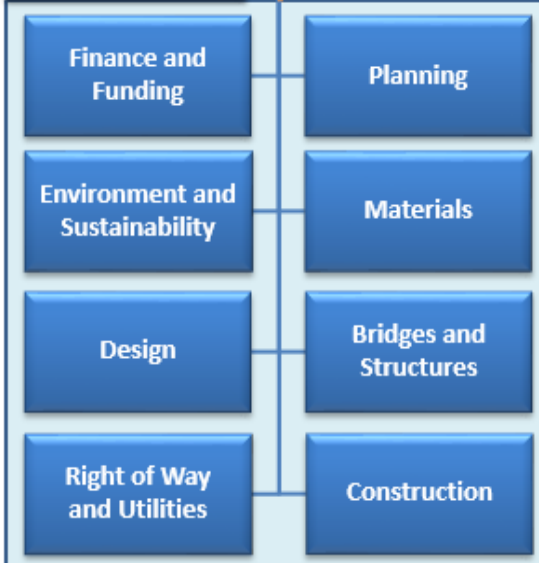 Finance and
Funding
Planning
Environment and
Sustainability
Materials
Design
Bridges and
Structures
Right of Way
and Utilities
Construction